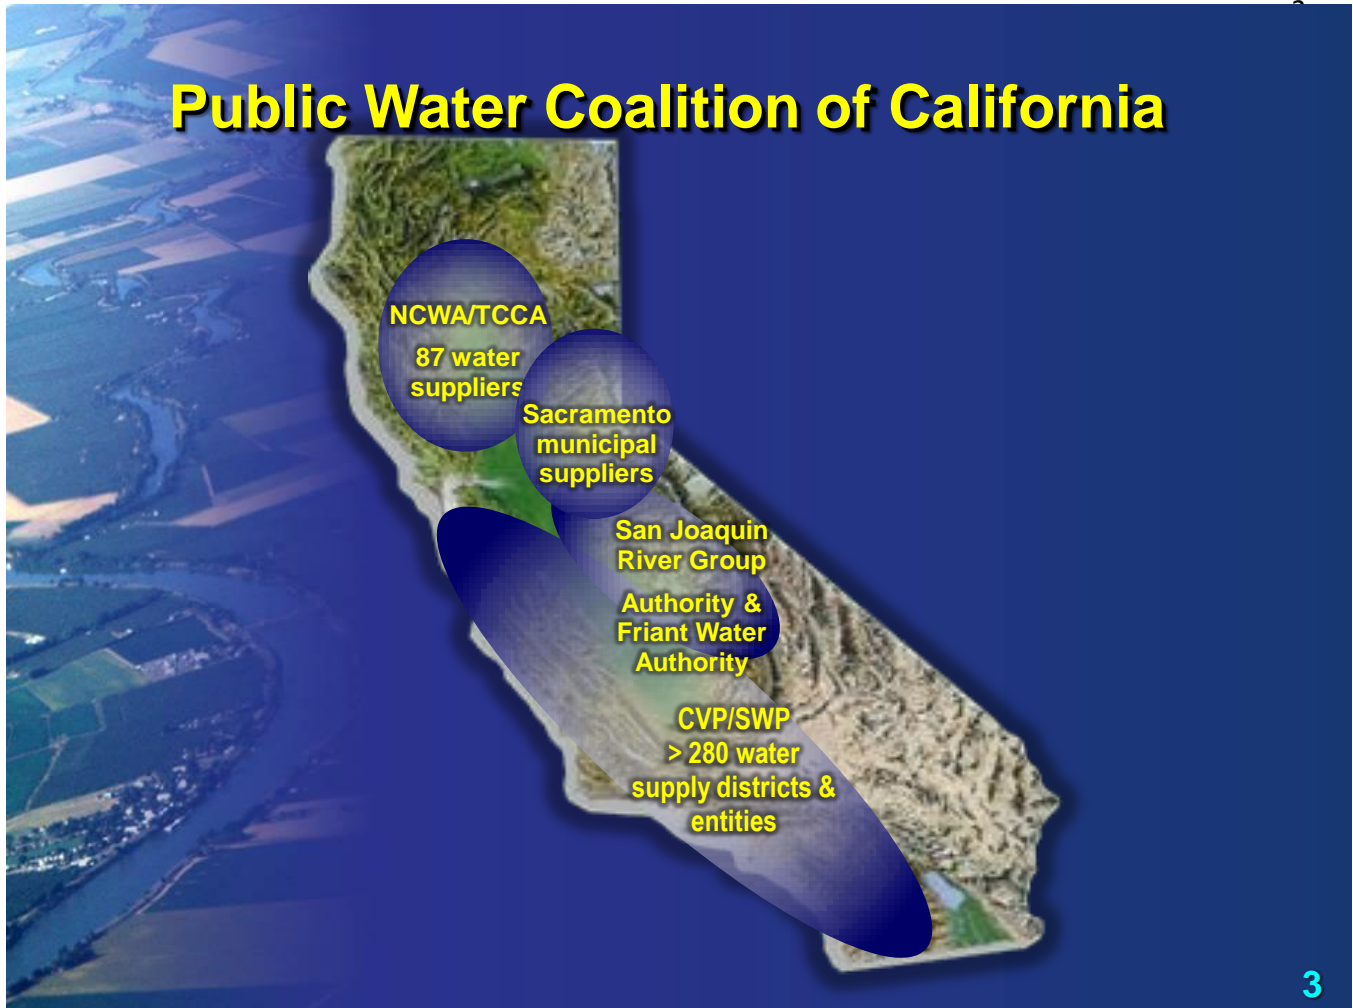 Public Water Coalition of California
NCWA/TCCA
87 water
suppliers
Sacramento
municipal
suppliers
San Joaquin
River Group
Authority &
Friant Water
Authority
CVP/SWP
> 280 water
supply districts &
entities
3